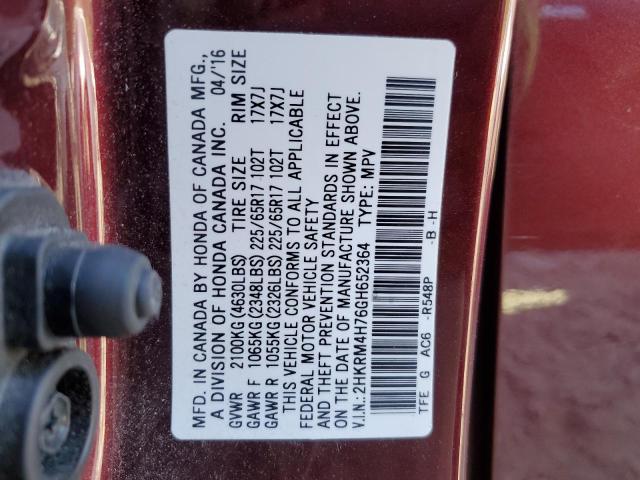 MFD. IN CANADA BY HONDA OF CANADA MFG.,
A DIVISION OF HONDA CANADA INC. 04/'16
GVWR 2100KG(4630LBS) TIRE SIZE RIM SIZE
GAWR F 1065KG(2348LBS)225/65R17 102T 17X7J
GAWR R 1055KG(2326LBS)225/65R17 102T 17X7J
THIS VEHICLE CONFORMS TO ALL APPLICABLE
FEDERAL MOTOR VEHICLE SAFETY
AND THEFT PREVENTION STANDARDS IN EFFECT
ON THE DATE OF MANUFACTURE SHOWN ABOVE.
V.I.N.: 2HKRM4H76GH652364 TYPE: MPV
TFE G AC6 -R548P -B-H